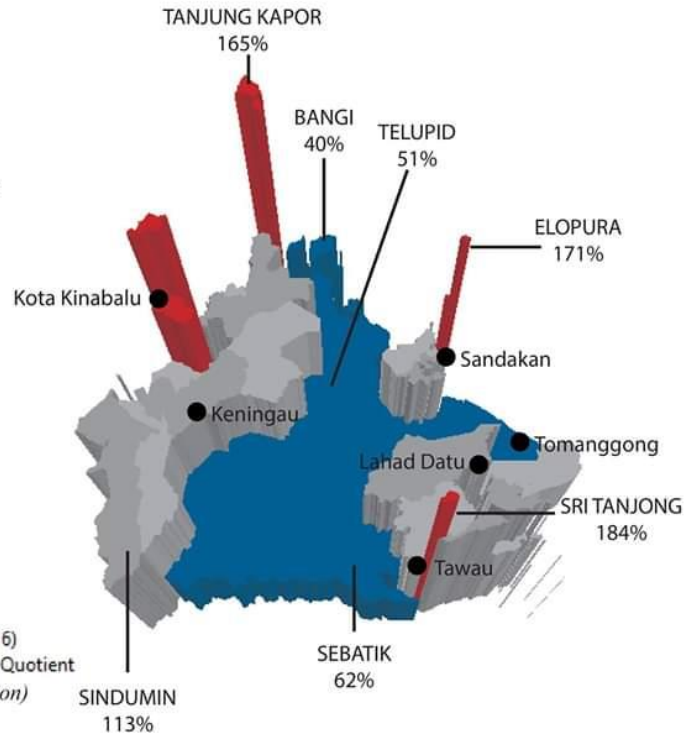 TANJUNG KAPOR
165%
BANGI
40%
TELUPID
51%
ELOPURA
171%
Kota Kinabalu
Sandakan
Keningau
Tomanggong
Lahad Datu
SRI TANJONG
184%
Tawau
6)
Quotient
on)
SEBATIK
62%
SINDUMIN
113%